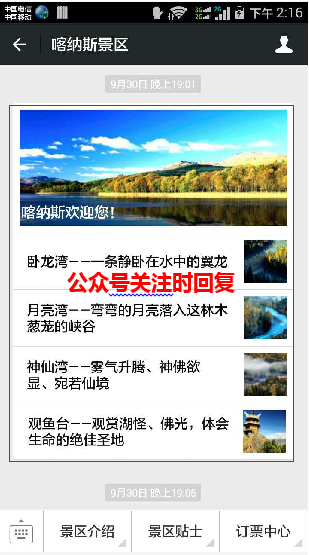 中国电信
中国移动
下午 2:16
喀纳斯景区
9月30日 晚上19:01
喀纳斯欢迎您!
卧龙湾——一条静卧在水中的翼龙
公众号关注时回复
月亮湾——弯弯的月亮落入这林木
葱茏的峡谷
神仙湾——雾气升腾、神佛欲
显、宛若仙境
观鱼台——观赏湖怪、佛光，体会
生命的绝佳圣地
9月30日 晚上19:05
景区介绍
景区贴士
订票中心